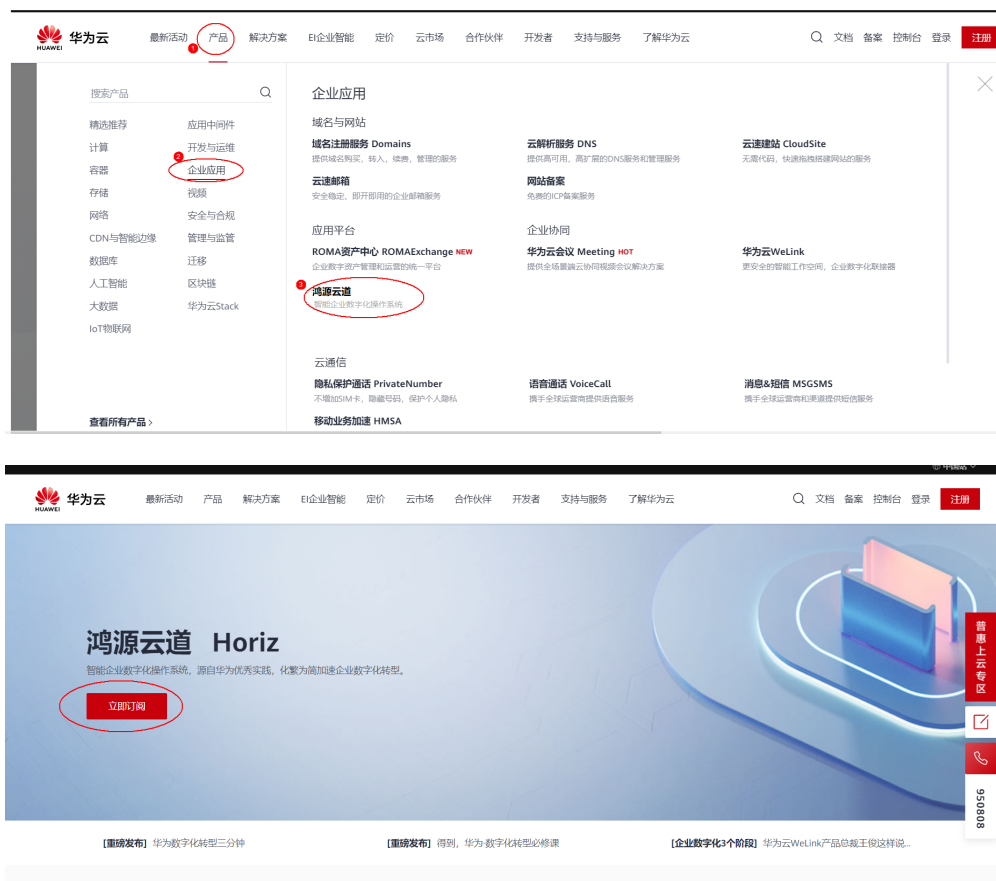 HUAWEI 华为云 最新活动 产品 解决方案 EI企业智能 定价 云市场 合作伙伴 开发者 支持与服务 了解华为云 文档 备案 控制台 登录 注册
1
搜索产品
精选推荐 应用中间件
计算 开发与运维
2
容器 企业应用
存储 视频
网络 安全与合规
CDN与智能边缘 管理与监管
数据库 迁移
人工智能 区块链
大数据 华为云Stack
IoT物联网
查看所有产品 >
企业应用
域名与网站
域名注册服务 Domains 云解析服务 DNS 云速建站 CloudSite
提供域名购买，转入，续费，管理的服务 提供高可用，高扩展的DNS服务和管理服务 无需代码，快速拖拽搭建网站的服务
云速邮箱 网站备案
安全稳定，即开即用的企业邮箱服务 免费的ICP备案服务
应用平台 企业协同
ROMA资产中心 ROMAExchange NEW 华为云会议 Meeting HOT 华为云WeLink
企业数字资产管理和运营的统一平台 提供全场景端云协同视频会议解决方案 更安全的智能工作空间，企业数字化联接器
3
鸿源云道
智能企业数字化操作系统
云通信
隐私保护通话 PrivateNumber 语音通话 VoiceCall 消息&短信 MSGSMS
不增加SIM卡，隐藏号码，保护个人隐私 携手全球运营商提供语音服务 携手全球运营商和渠道提供短信服务
移动业务加速 HMSA
中国站
HUAWEI 华为云 最新活动 产品 解决方案 EI企业智能 定价 云市场 合作伙伴 开发者 支持与服务 了解华为云 文档 备案 控制台 登录 注册
鸿源云道 Horiz
智能企业数字化操作系统，源自华为优秀实践，化繁为简加速企业数字化转型。
立即订阅
普惠上云专区
950808
[重磅发布] 华为数字化转型三分钟 [重磅发布] 得到，华为·数字化转型必修课 [企业数字化3个阶段] 华为云WeLink产品总裁王俊这样说...